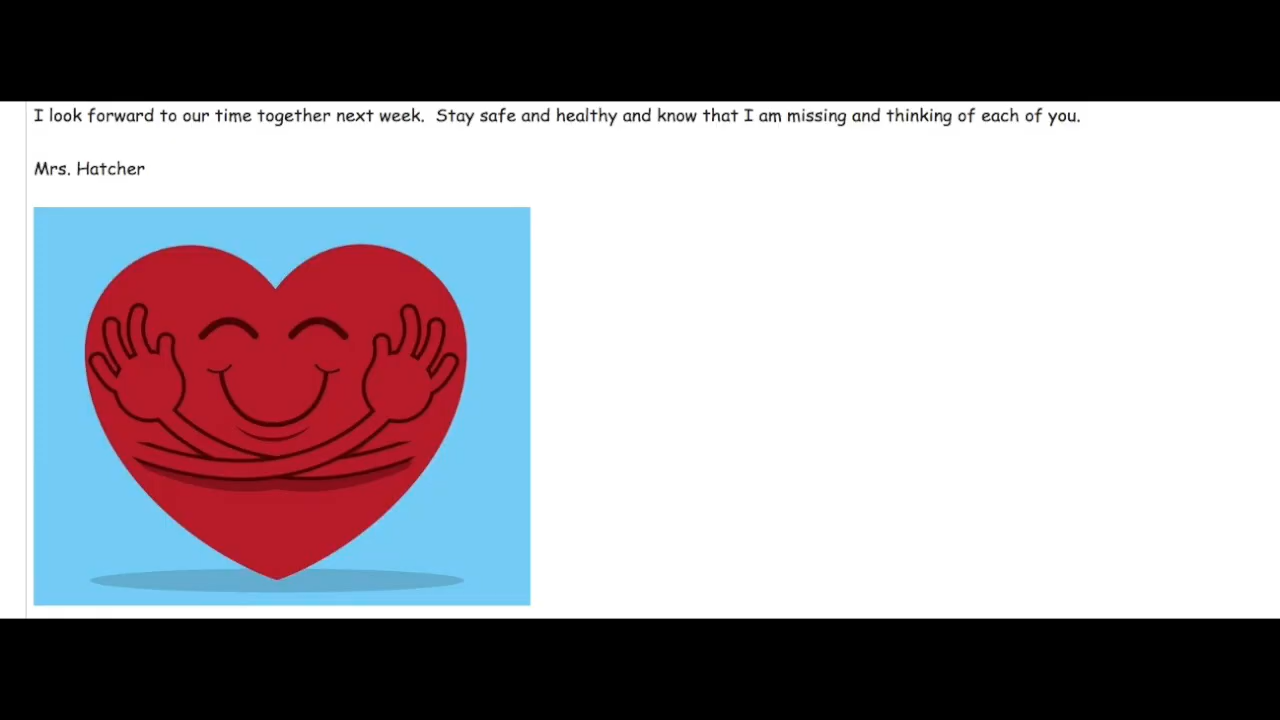 I look forward to our time together next week.  Stay safe and healthy and know that I am missing and thinking of each of you.
Mrs. Hatcher